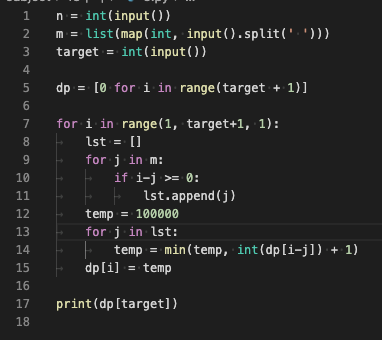 1 n = int(input())
2 m = list(map(int, input().split(' ')))
3 target = int(input())
4
5 dp = [0 for i in range(target + 1)]
6
7 for i in range(1, target+1, 1):
8 lst = []
9 for j in m:
10 if i-j >= 0:
11 lst.append(j)
12 temp = 100000
13 for j in lst:
14 temp = min(temp, int(dp[i-j]) + 1)
15 dp[i] = temp
16
17 print(dp[target])
18